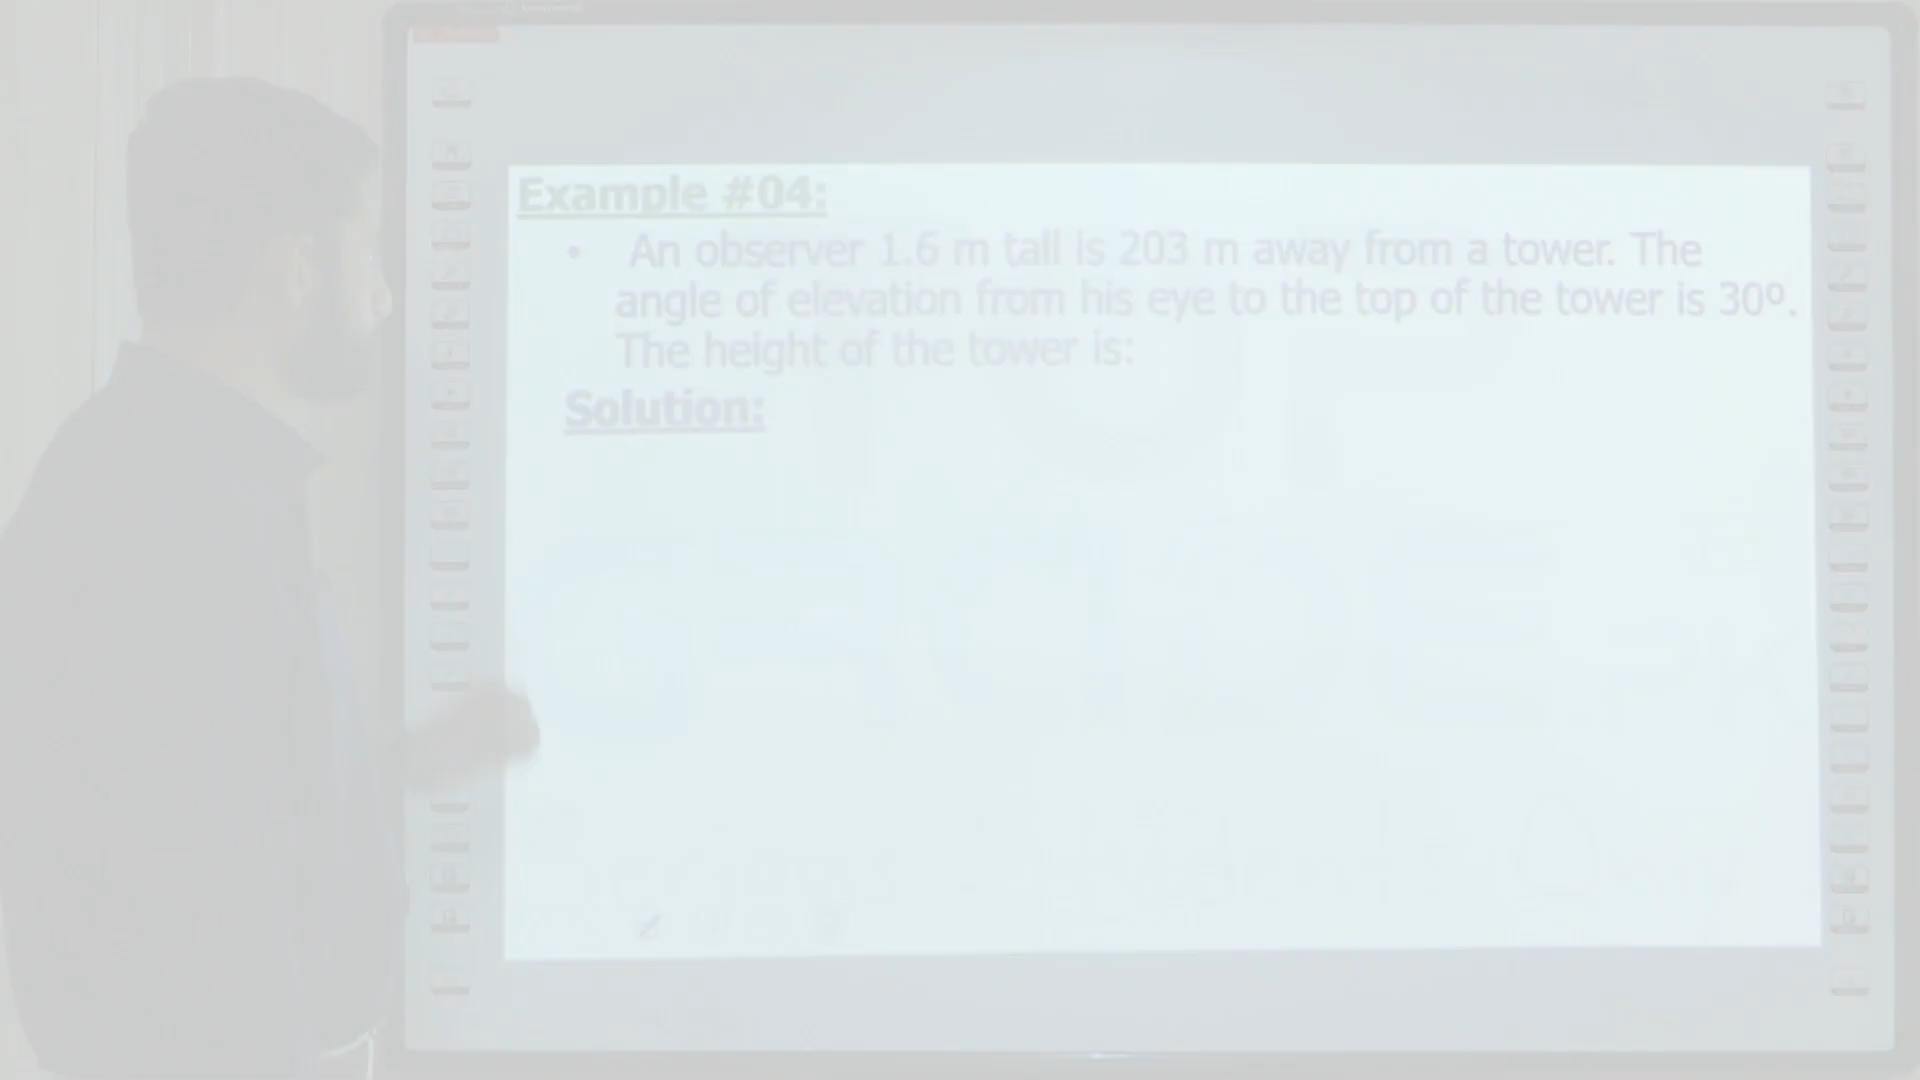 Example #04:
• An observer 1.6 m tall is 203 m away from a tower. The
angle of elevation from his eye to the top of the tower is 30º.
The height of the tower is:
Solution: